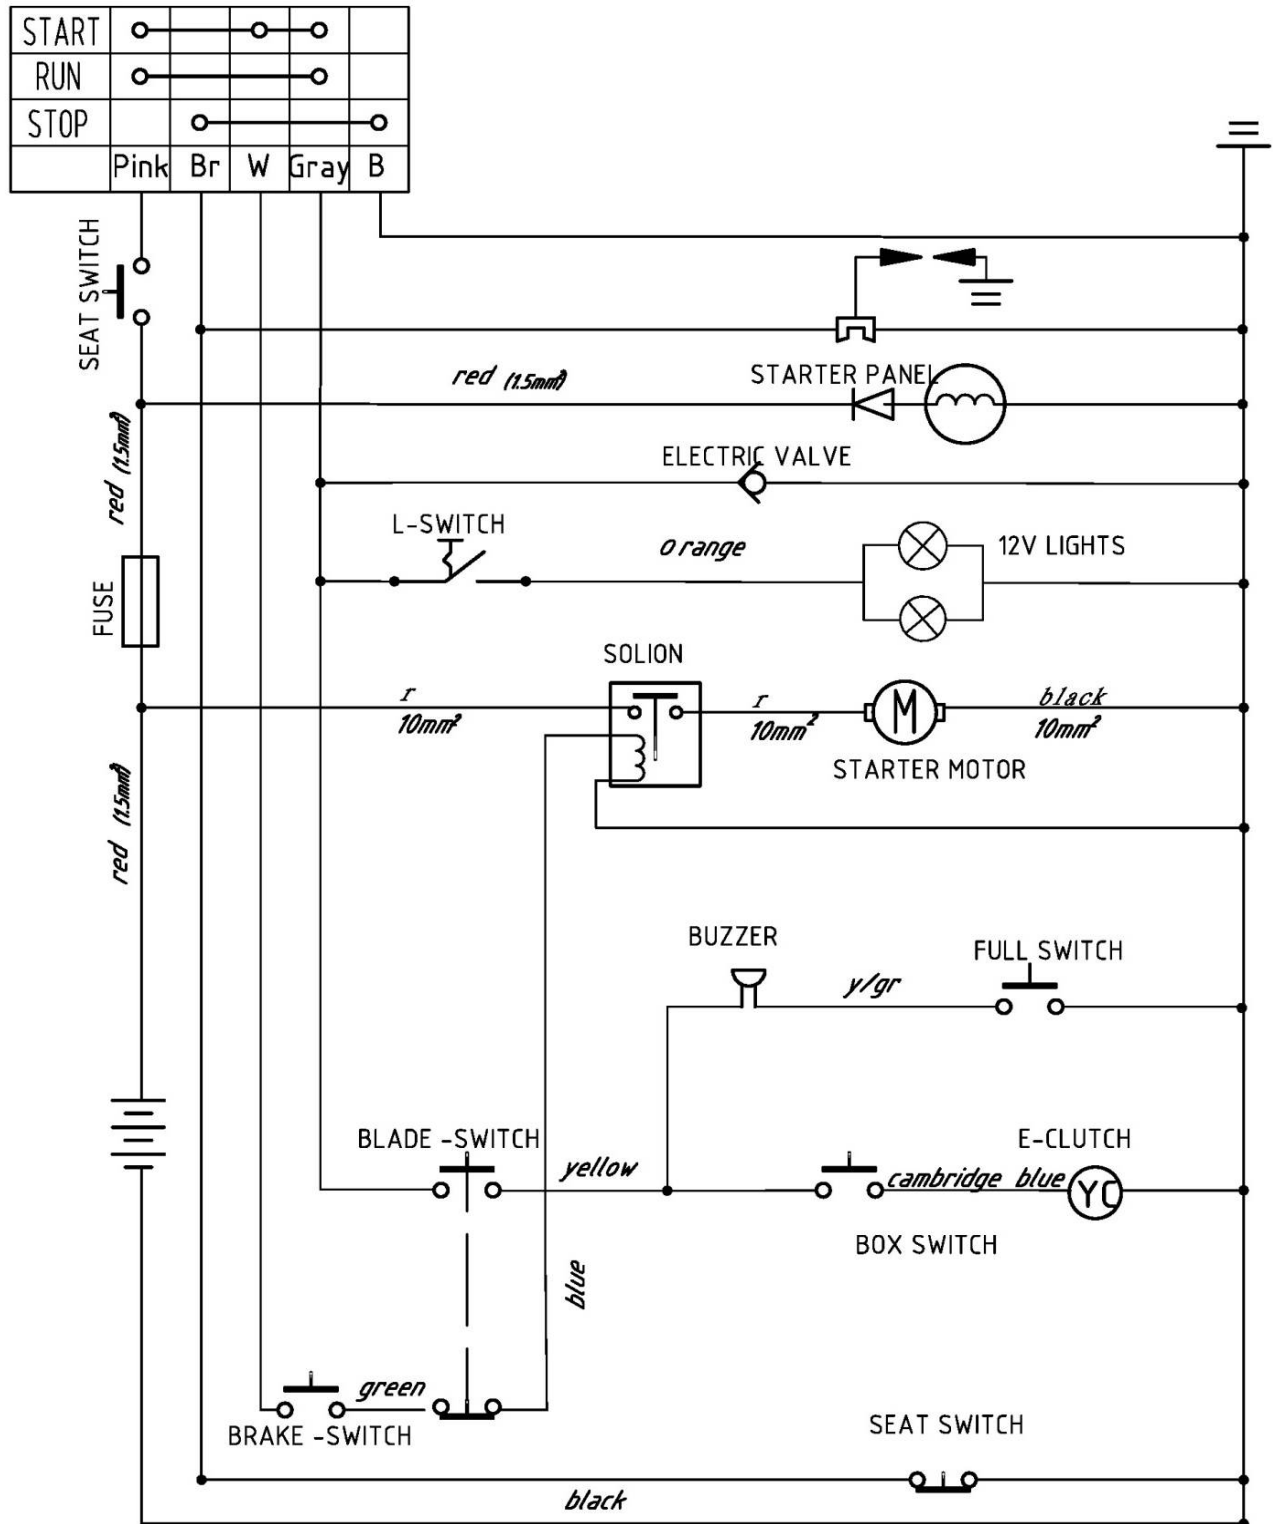 START
RUN
STOP
Pink Br W Gray B
SEAT SWITCH
red (1.5mm²)
STARTER PANEL
red (1.5mm²)
ELECTRIC VALVE
L-SWITCH
orange
12V LIGHTS
FUSE
SOLION
r
10mm²
r
10mm²
M
black
10mm²
STARTER MOTOR
red (1.5mm²)
BUZZER
y/gr
FULL SWITCH
BLADE -SWITCH
yellow
E-CLUTCH
cambridge blue
YC
BOX SWITCH
blue
green
BRAKE -SWITCH
SEAT SWITCH
black